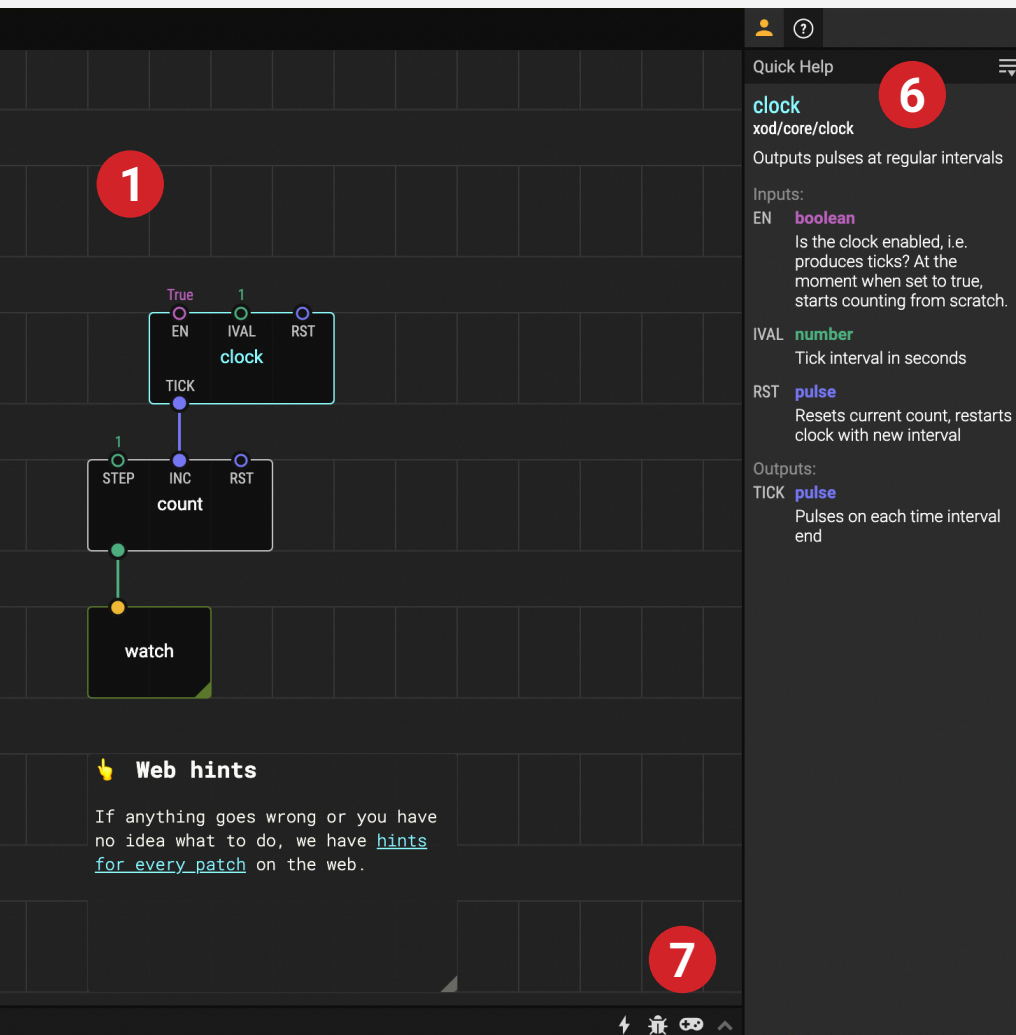 Quick Help
6
clock
xod/core/clock
Outputs pulses at regular intervals
Inputs:
EN boolean
Is the clock enabled, i.e.
produces ticks? At the
moment when set to true,
starts counting from scratch.
IVAL number
Tick interval in seconds
RST pulse
Resets current count, restarts
clock with new interval
Outputs:
TICK pulse
Pulses on each time interval
end
1
True 1
EN IVAL RST
clock
TICK
1
STEP INC RST
count
watch
👆 Web hints
If anything goes wrong or you have
no idea what to do, we have hints
for every patch on the web.
7